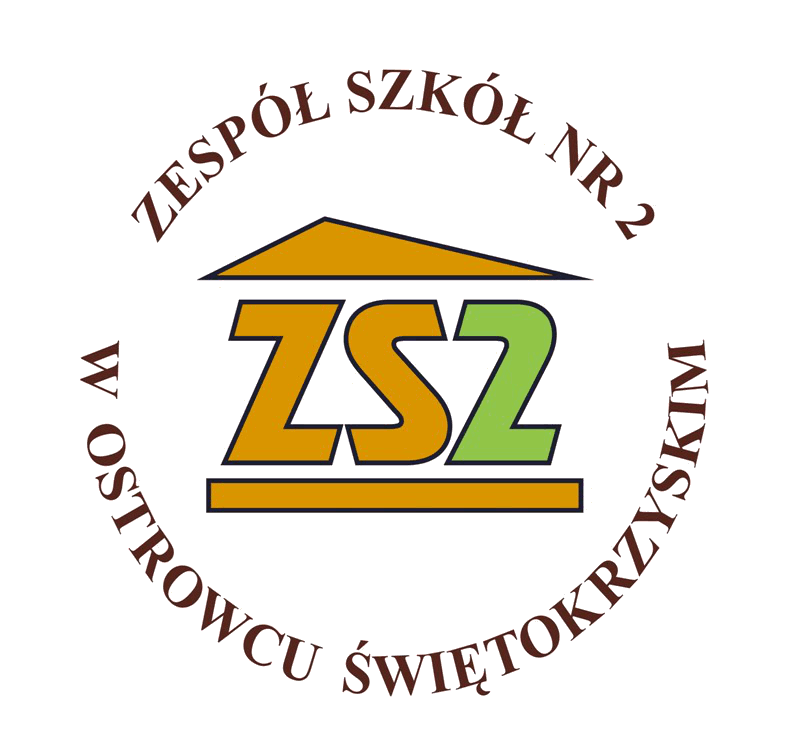 ZESPÓŁ SZKÓŁ NR 2
ZS2
W OSTROWCU ŚWIĘTOKRZYSKIM